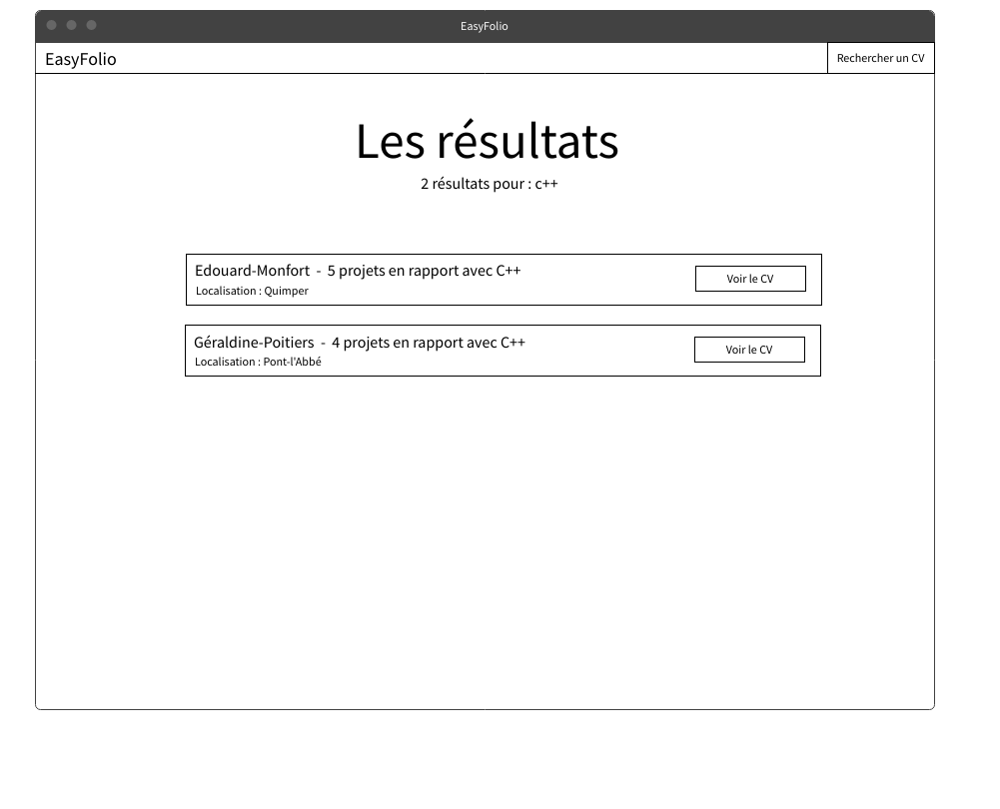 EasyFolio
EasyFolio
Rechercher un CV
Les résultats
2 résultats pour : c++
Edouard-Monfort - 5 projets en rapport avec C++
Voir le CV
Localisation : Quimper
Géraldine-Poitiers - 4 projets en rapport avec C++
Voir le CV
Localisation : Pont-l'Abbé